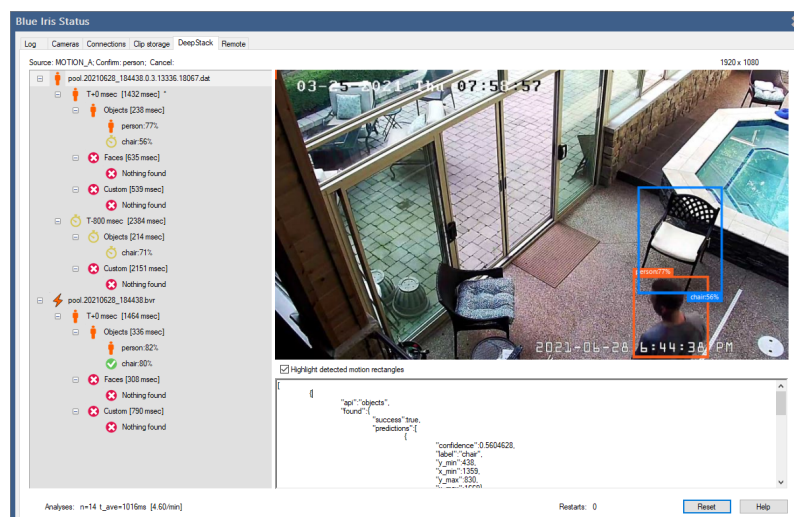 Blue Iris Status
Log Cameras Connections Clip storage DeepStack Remote
Source: MOTION_A; Confirm: person; Cancel: 1920 x 1080
pool.20210628_184438.0.3.13336.18067.dat
T+0 msec [1432 msec] *
Objects [238 msec]
person:77%
chair:56%
Faces [635 msec]
Nothing found
Custom [539 msec]
Nothing found
T-800 msec [2384 msec]
Objects [214 msec]
chair:71%
Custom [2151 msec]
Nothing found
pool.20210628_184438.bvr
T+0 msec [1464 msec]
Objects [336 msec]
person:82%
chair:80%
Faces [308 msec]
Nothing found
Custom [790 msec]
Nothing found
03-25-2021 Thu 07:58:57
person:77%
chair:56%
2021-06-28 6:44:38 PM
Highlight detected motion rectangles
[
{
"api":"objects",
"found":{
"success":true,
"predictions":[
{
"confidence":0.5604628,
"label":"chair",
"y_min":438,
"x_min":1359,
"y_max":830,
Analyses: n=14 t_ave=1016ms [4.60/min] Restarts: 0 Reset Help